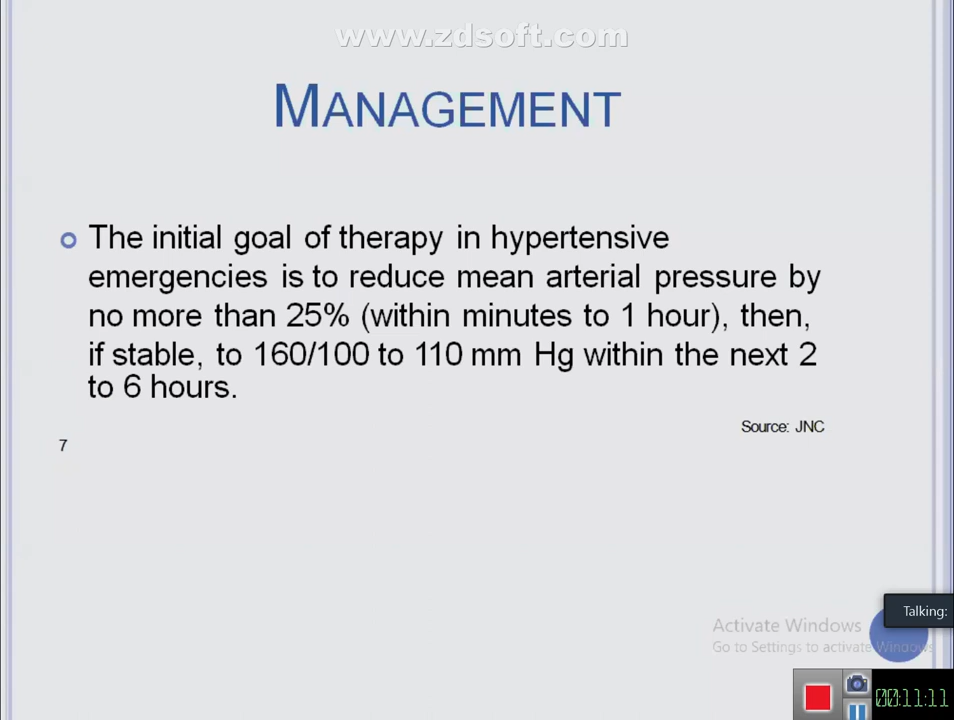 www.zdsoft.com
MANAGEMENT
The initial goal of therapy in hypertensive
emergencies is to reduce mean arterial pressure by
no more than 25% (within minutes to 1 hour), then,
if stable, to 160/100 to 110 mm Hg within the next 2
to 6 hours.
Source: JNC
7
Talking:
Activate Windows
Go to Settings to activate Windows
00:11:11